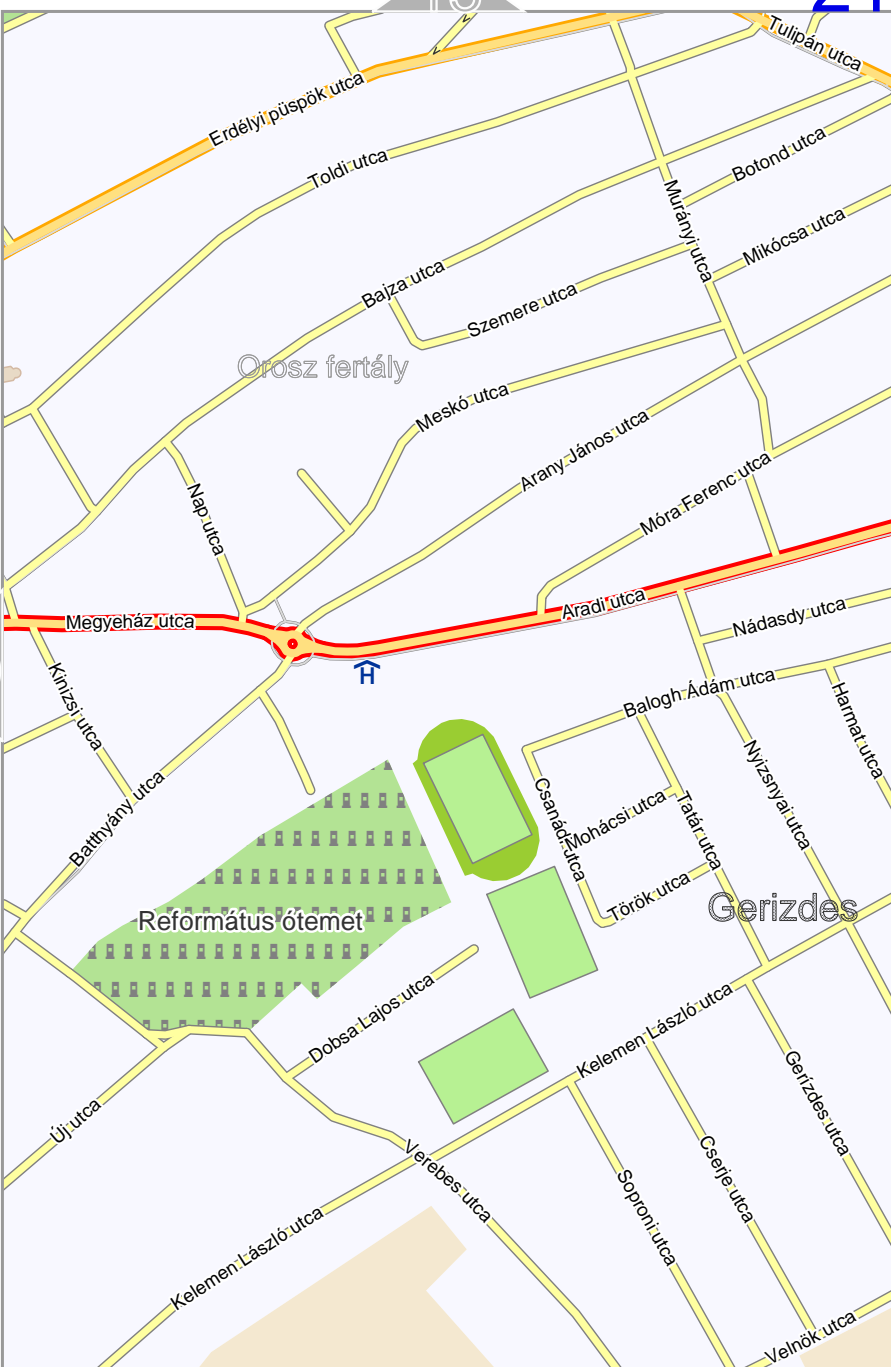 Tulipán utca
Erdélyi püspök utca
Toldi utca
Botond utca
Murányi utca
Mikócsa utca
Bajza utca
Szemere utca
Orosz fertály
Meskó utca
Arany János utca
Móra Ferenc utca
Nap utca
Aradi utca
Nádasdy utca
Megyeház utca
H
Kinizsi utca
Balogh Ádám utca
Harmat utca
Nyizsnyai utca
Csanádi utca
Mohácsi utca
Tatár utca
Batthyány utca
Török utca
Gerizdes
Református ótemet
Dobsa Lajos utca
Kelemen László utca
Gerízdes utca
Új utca
Cserje utca
Verebes utca
Soproni utca
Kelemen László utca
Velnök utca